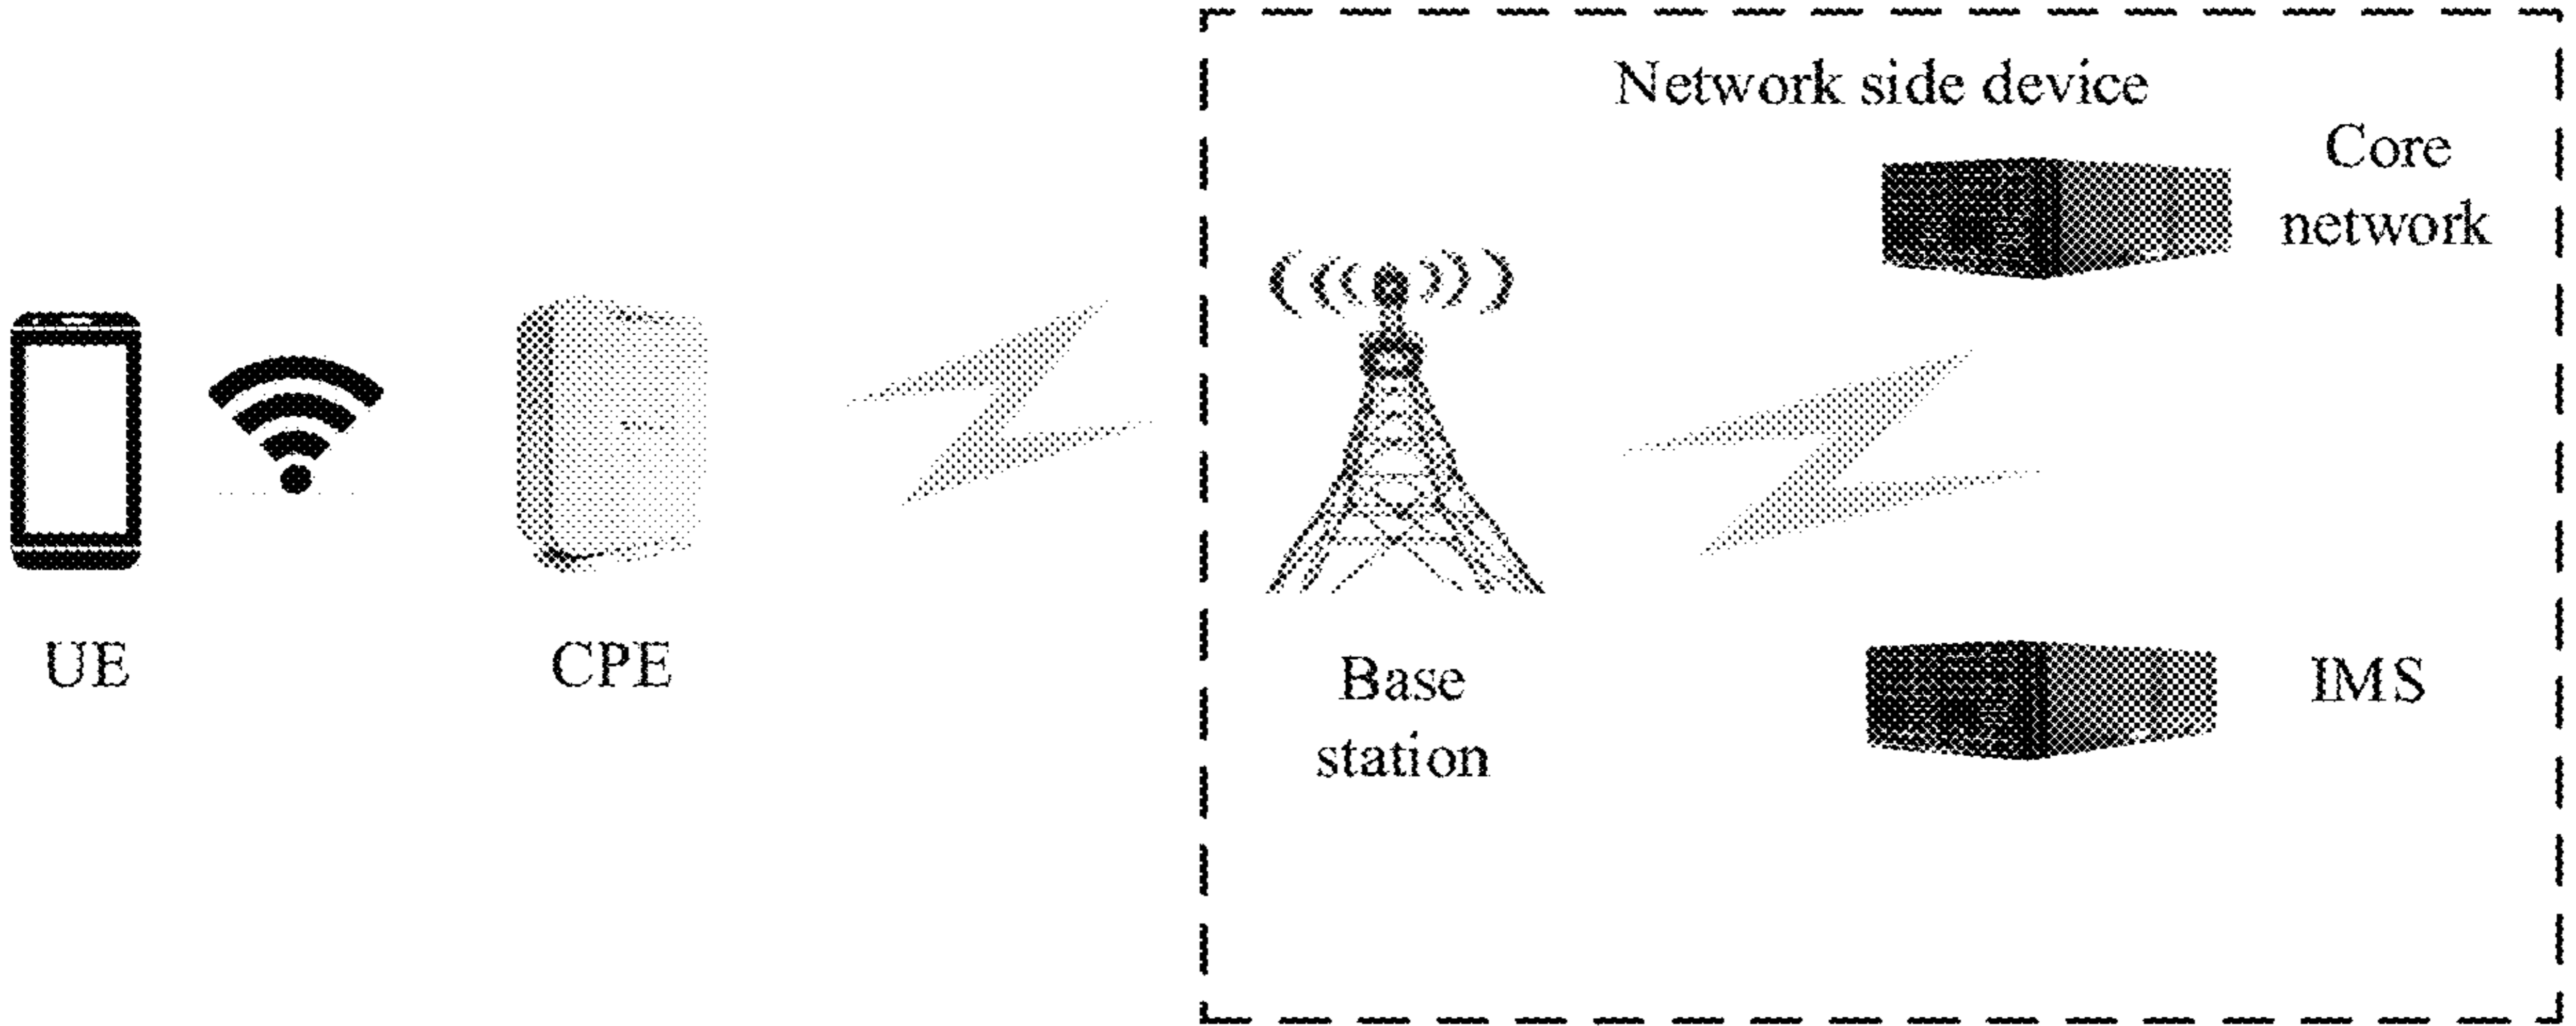 Network side device
Core
network
UE
CPE
Base
station
IMS